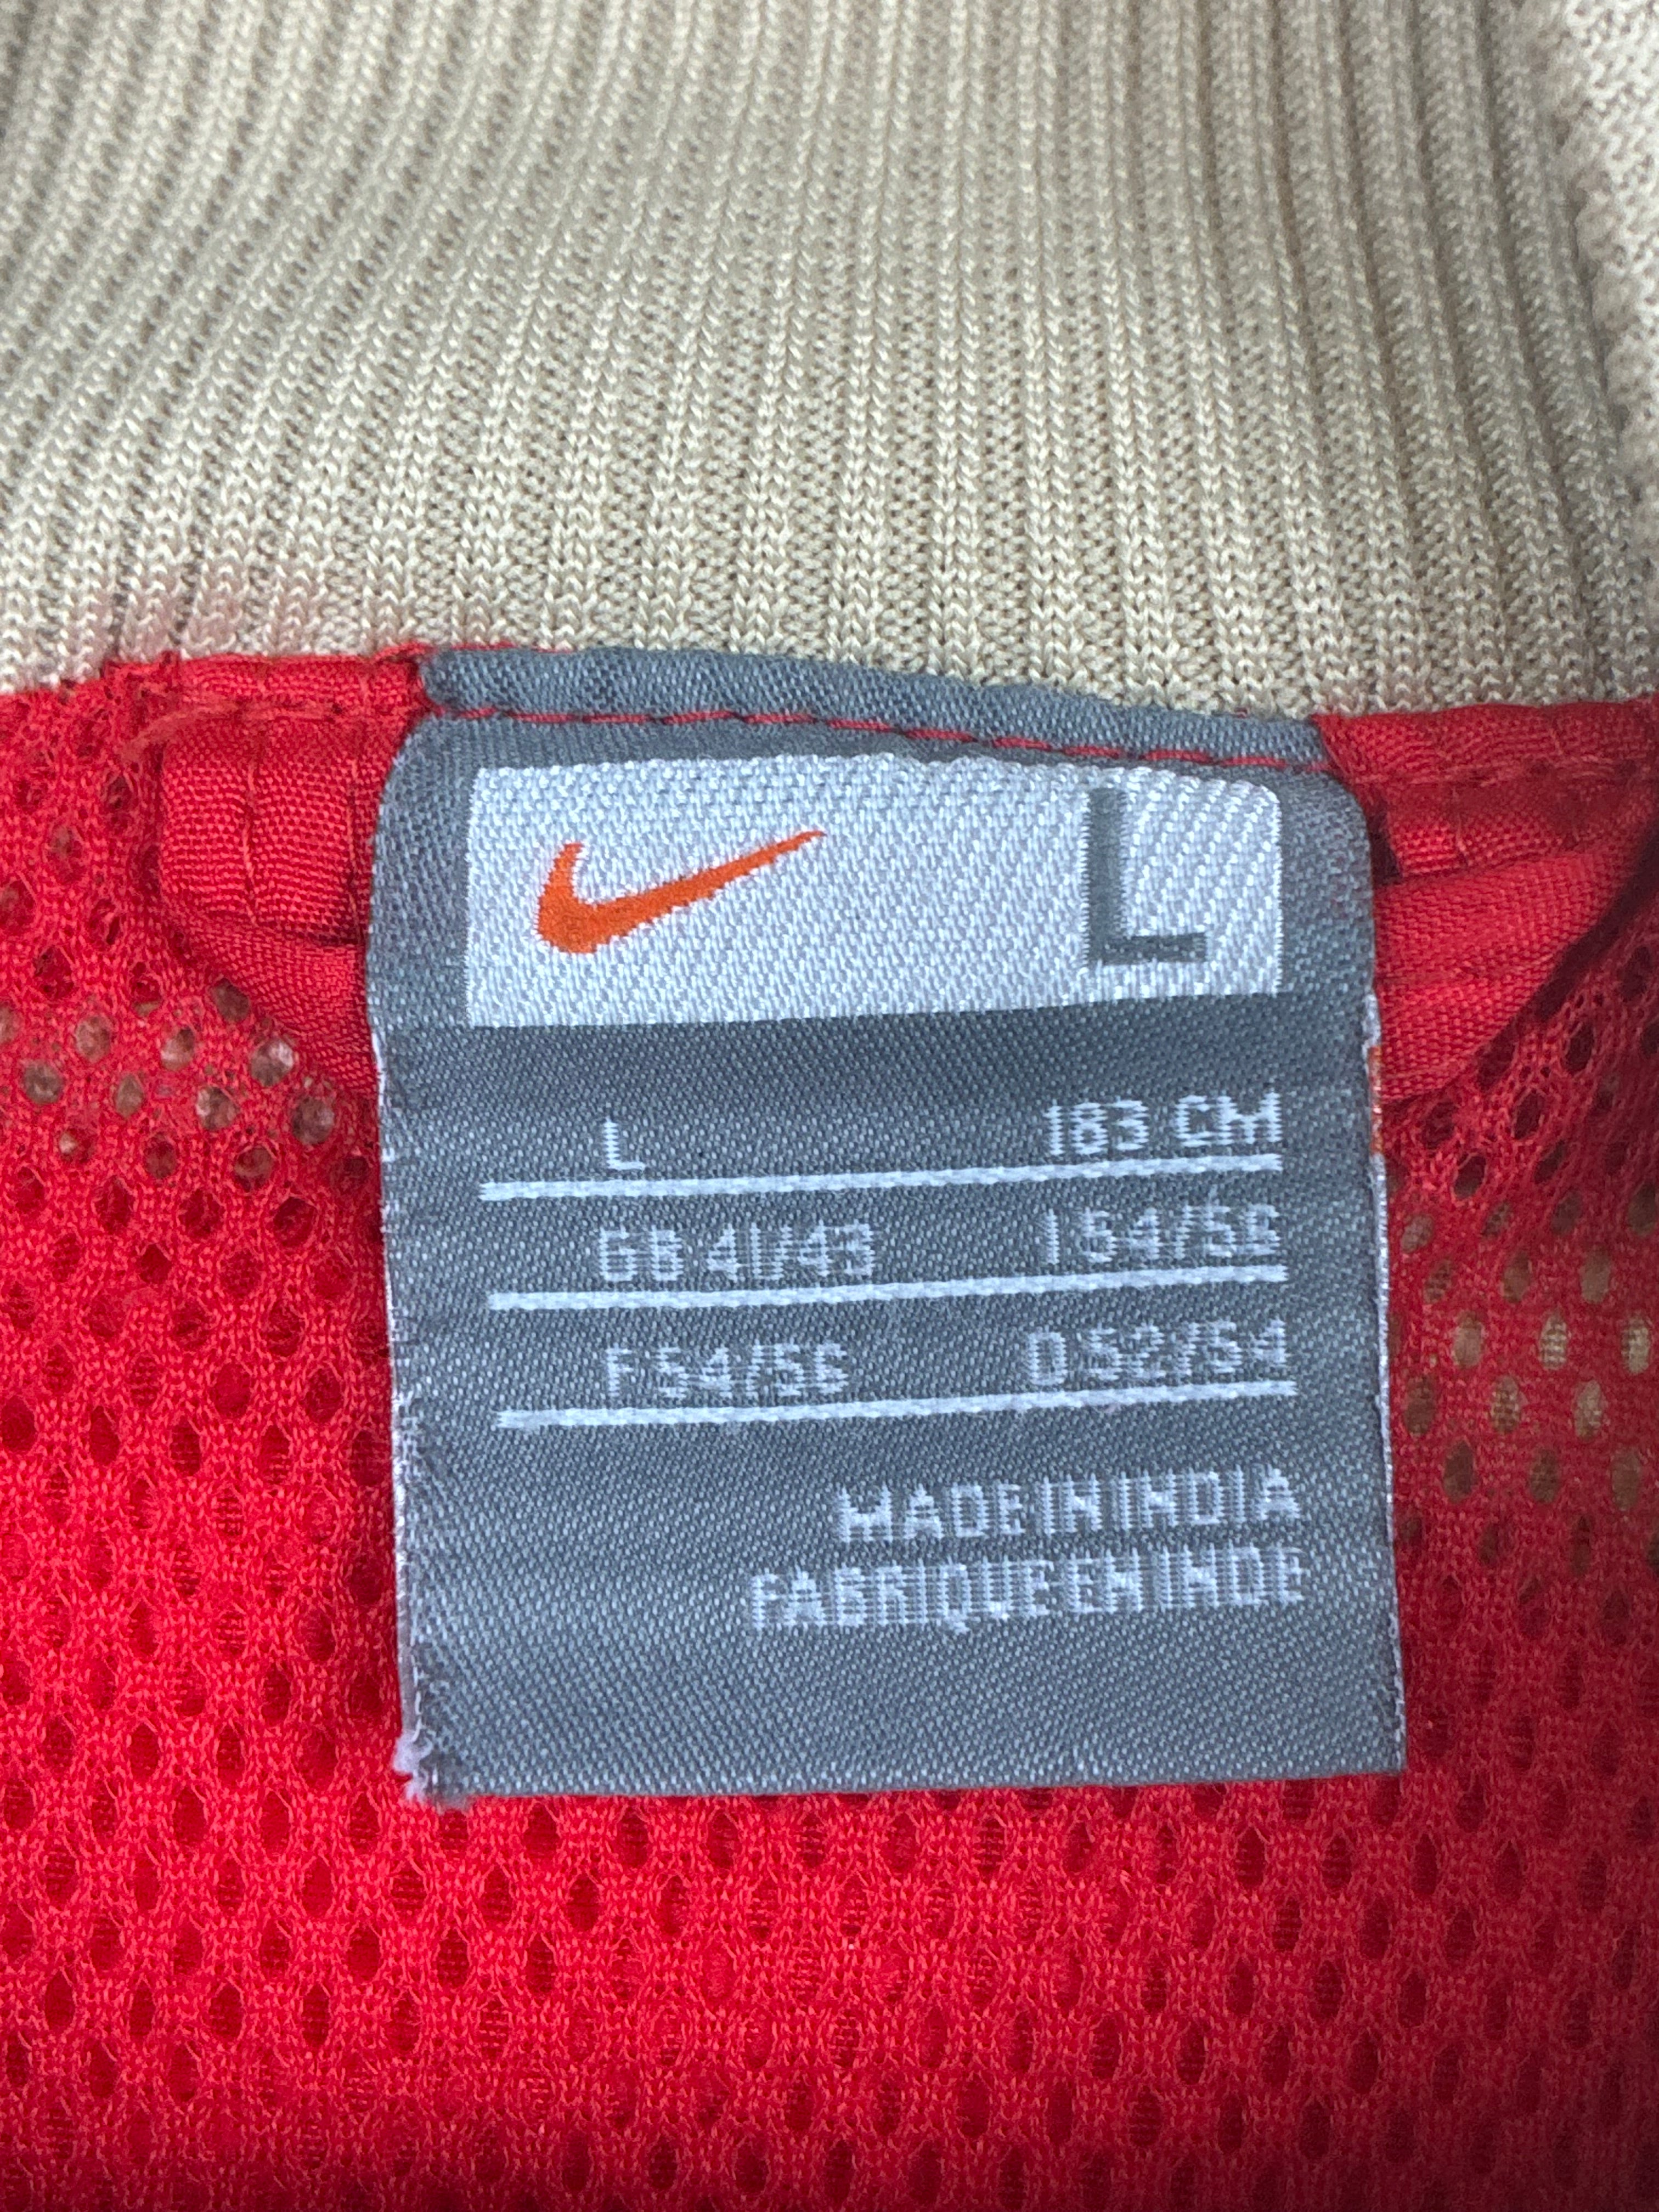 L
L 183 CM
GB 41/43 I 54/56
F 54/56 D 52/54
MADE IN INDIA
FABRIQUE EN INDE